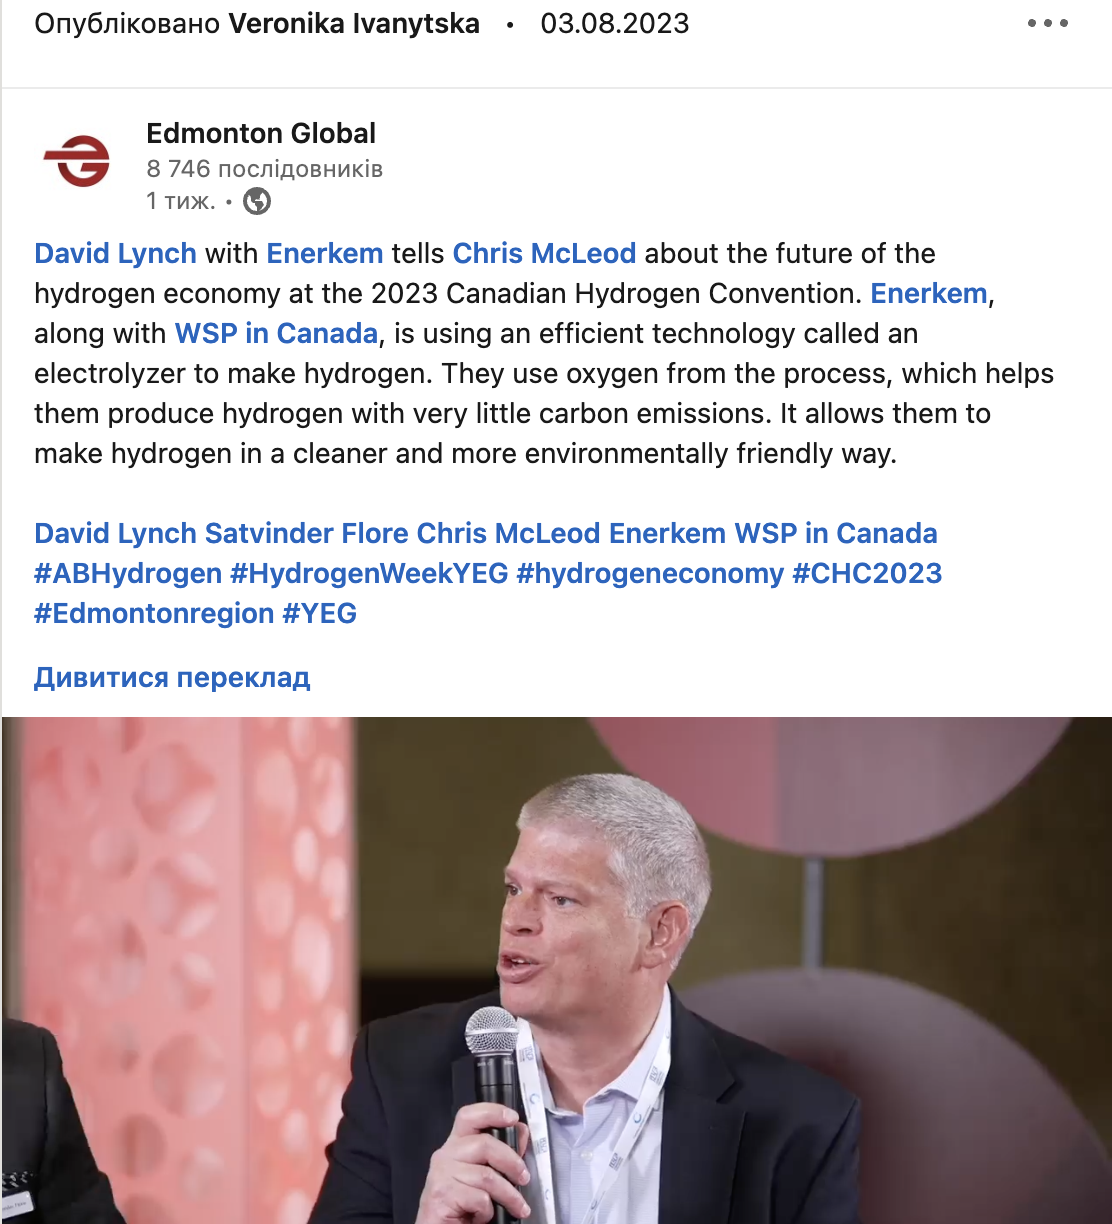 Опубліковано Veronika Ivanytska • 03.08.2023
Edmonton Global
8 746 послідовників
1 тиж. •
David Lynch with Enerkem tells Chris McLeod about the future of the
hydrogen economy at the 2023 Canadian Hydrogen Convention. Enerkem,
along with WSP in Canada, is using an efficient technology called an
electrolyzer to make hydrogen. They use oxygen from the process, which helps
them produce hydrogen with very little carbon emissions. It allows them to
make hydrogen in a cleaner and more environmentally friendly way.
David Lynch Satvinder Flore Chris McLeod Enerkem WSP in Canada
#ABHydrogen #HydrogenWeekYEG #hydrogeneconomy #CHC2023
#Edmontonregion #YEG
Дивитися переклад